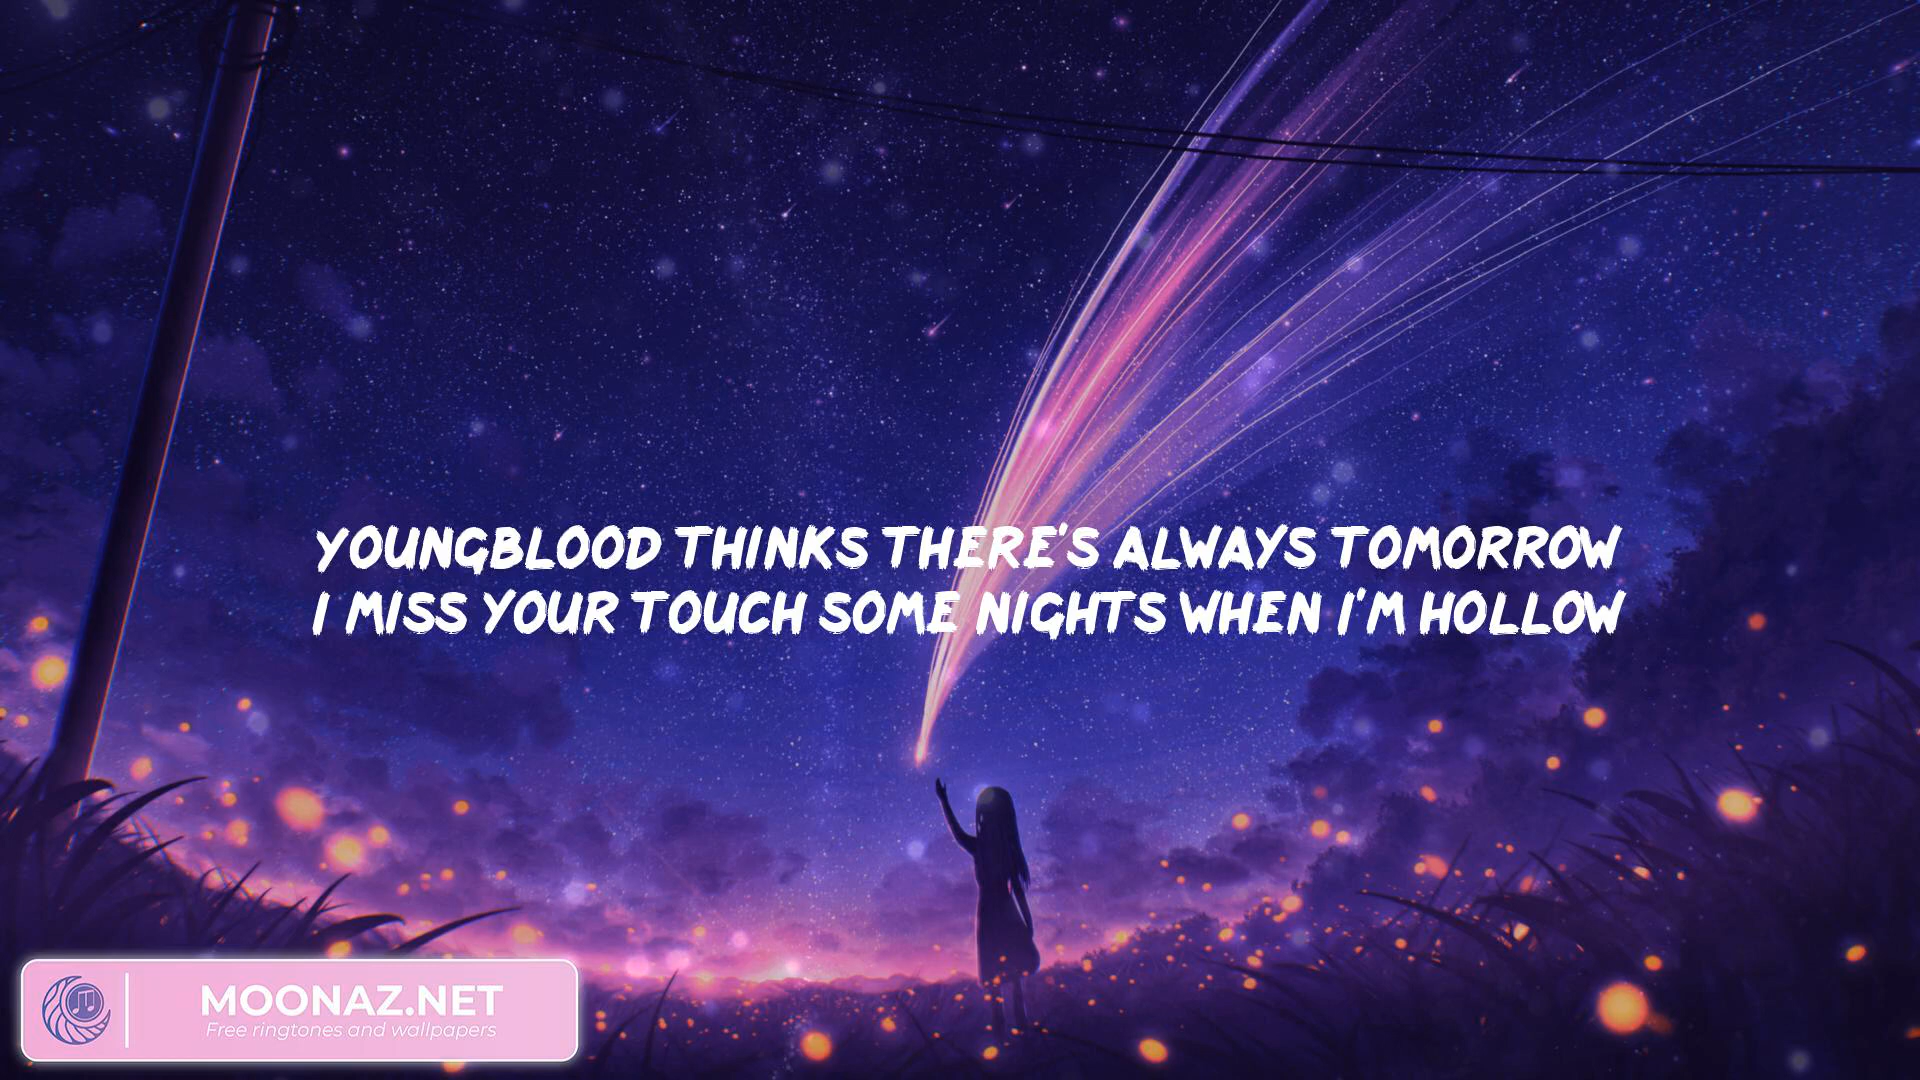 YOUNGBLOOD THINKS THERE'S ALWAYS TOMORROW
I MISS YOUR TOUCH SOME NIGHTS WHEN I'M HOLLOW
MOONAZ.NET
Free ringtones and wallpapers